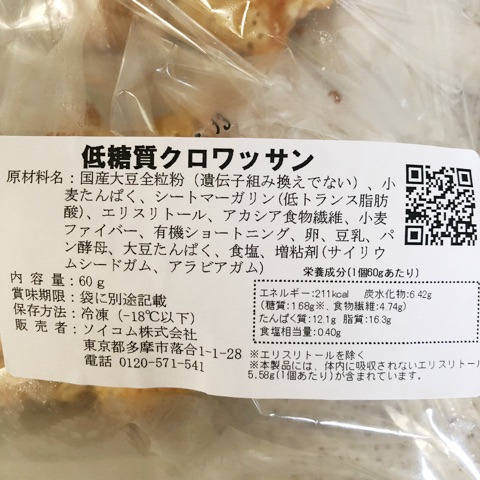 低糖質クロワッサン
原材料名：国産大豆全粒粉（遺伝子組み換えでない）、小
麦たんぱく、シートマーガリン(低トランス脂肪
酸)、エリスリトール、アカシア食物繊維、小麦
ファイバー、有機ショートニング、卵、豆乳、パ
ン酵母、大豆たんぱく、食塩、増粘剤(サイリウ
ムシードガム、アラビアガム)
内 容 量：60ｇ
賞味期限：袋に別途記載
保存方法：冷凍（-18℃以下）
販 売 者：ソイコム株式会社
東京都多摩市落合1-1-28
電話 0120-571-541
栄養成分(1個60gあたり)
エネルギー:211kcal 炭水化物:6.42g
(糖質:1.68g※、食物繊維:4.74g)
たんぱく質:12.1g 脂質:16.3g
食塩相当量:0.40g
※エリスリトールを除く
※本製品には、体内に吸収されないエリスリトール
5.58g(1個あたり)が含まれています。